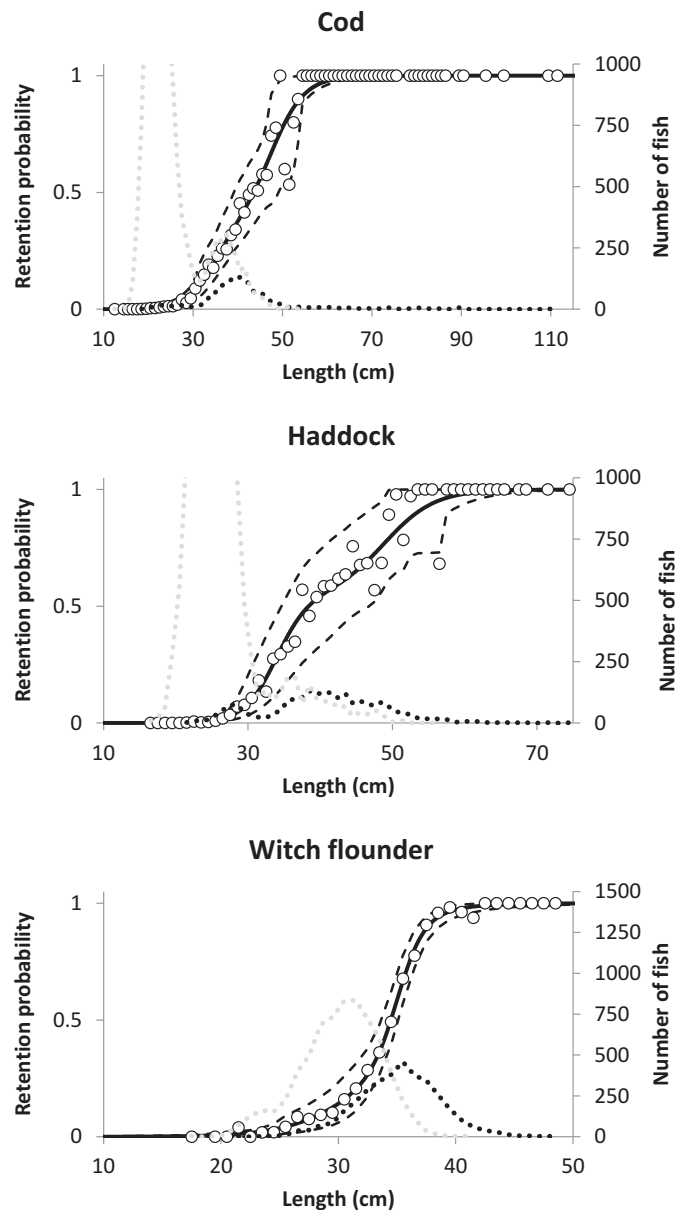 Cod
1
0.5
0
Retention probability
1000
750
500
250
0
Number of fish
10 30 50 70 90 110
Length (cm)
Haddock
1
0.5
0
Retention probability
1000
750
500
250
0
Number of fish
10 30 50 70
Length (cm)
Witch flounder
1
0.5
0
Retention probability
1500
1250
1000
750
500
250
0
Number of fish
10 20 30 40 50
Length (cm)